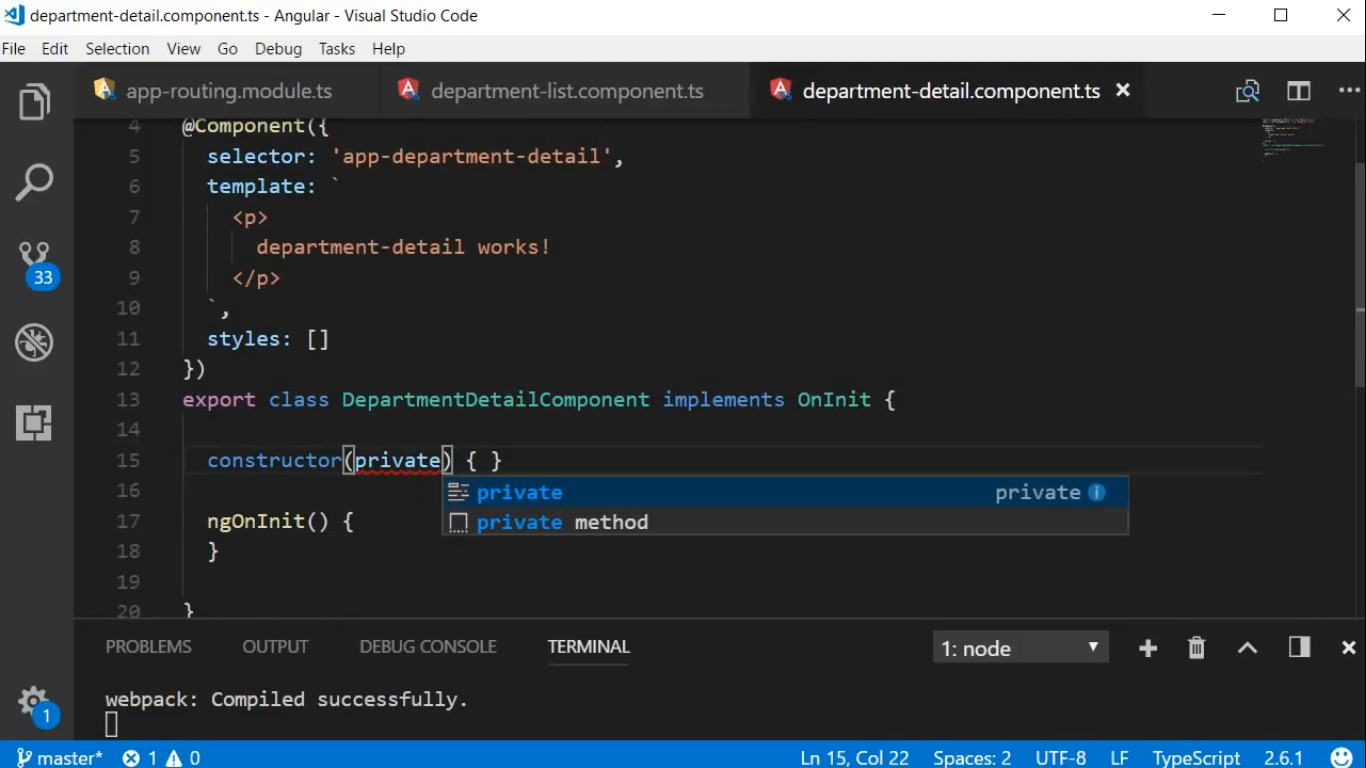 department-detail.component.ts - Angular - Visual Studio Code
File Edit Selection View Go Debug Tasks Help
app-routing.module.ts department-list.component.ts department-detail.component.ts
4 @Component({
5 selector: 'app-department-detail',
6 template: `
7 <p>
8 department-detail works!
9 </p>
10 `,
11 styles: []
12 })
13 export class DepartmentDetailComponent implements OnInit {
14
15 constructor(private) { }
16 private private
17 ngOnInit() { private method
18 }
19
20 }
33
1
PROBLEMS OUTPUT DEBUG CONSOLE TERMINAL 1: node
webpack: Compiled successfully.
master* 1 0 Ln 15, Col 22 Spaces: 2 UTF-8 LF TypeScript 2.6.1